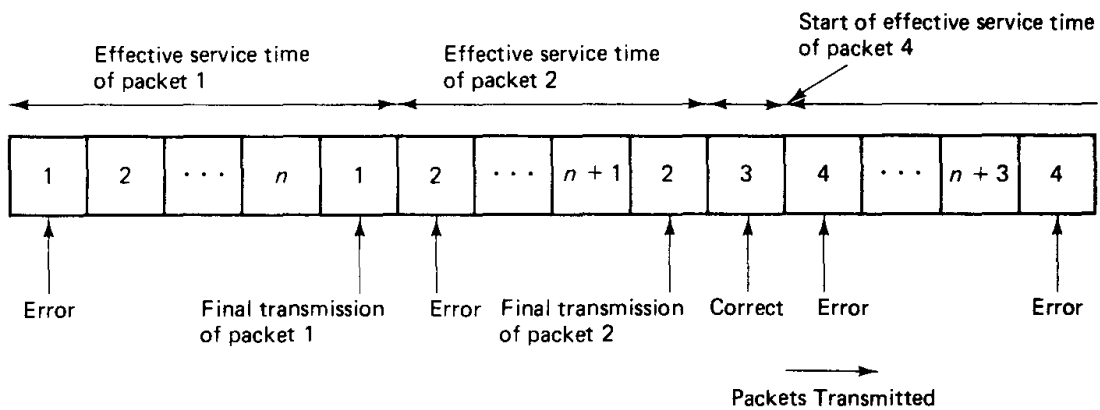 Start of effective service time
of packet 4
Effective service time
of packet 1
Effective service time
of packet 2
1 2 · · · n 1 2 · · · n + 1 2 3 4 · · · n + 3 4
Error
Final transmission
of packet 1
Error
Final transmission
of packet 2
Correct
Error
Error
Packets Transmitted